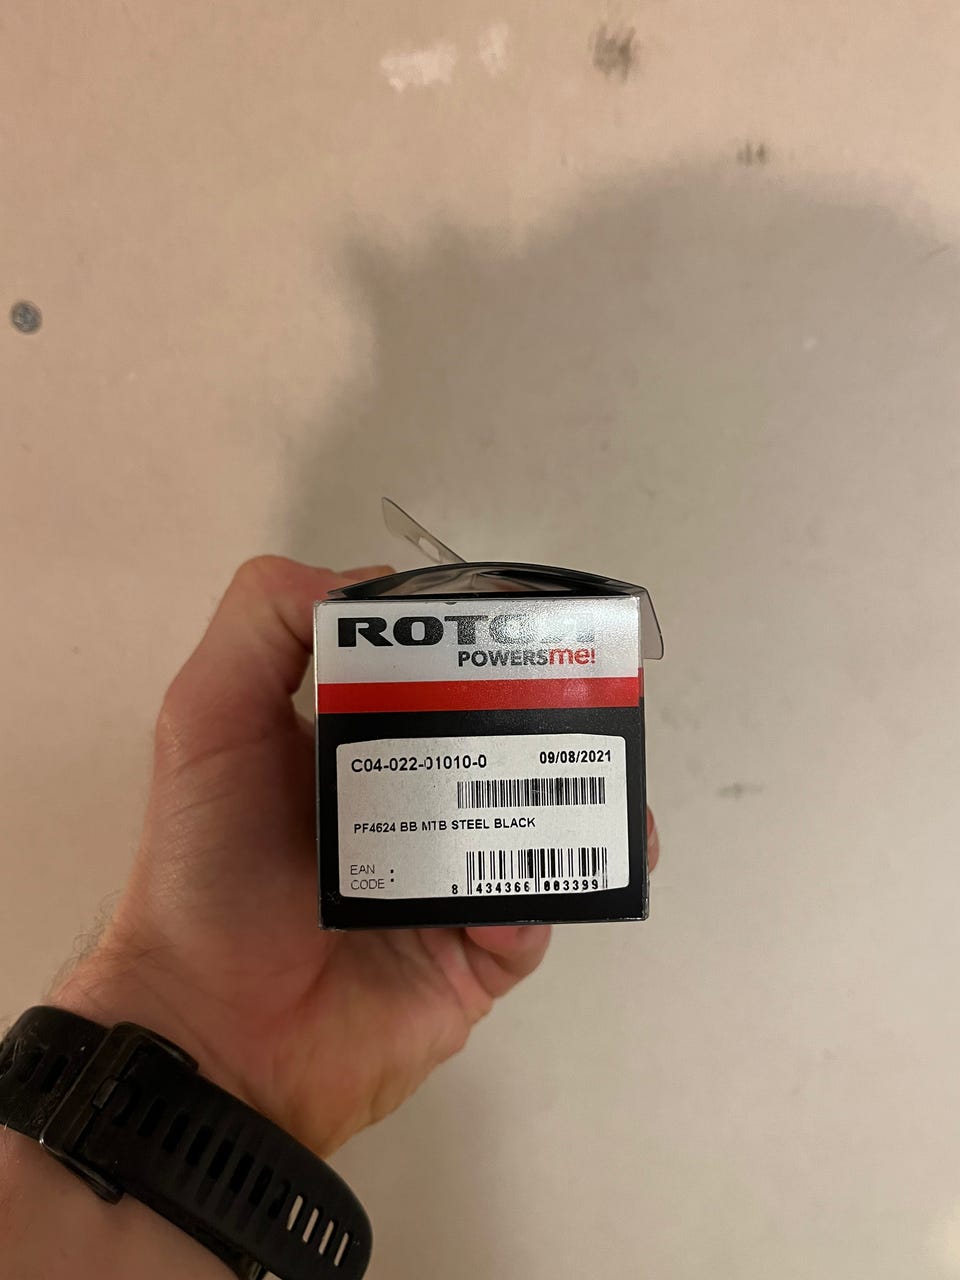 ROTOR
POWERSme!
C04-022-01010-0 09/08/2021
PF4624 BB MTB STEEL BLACK
EAN
CODE :
8 434366 003399